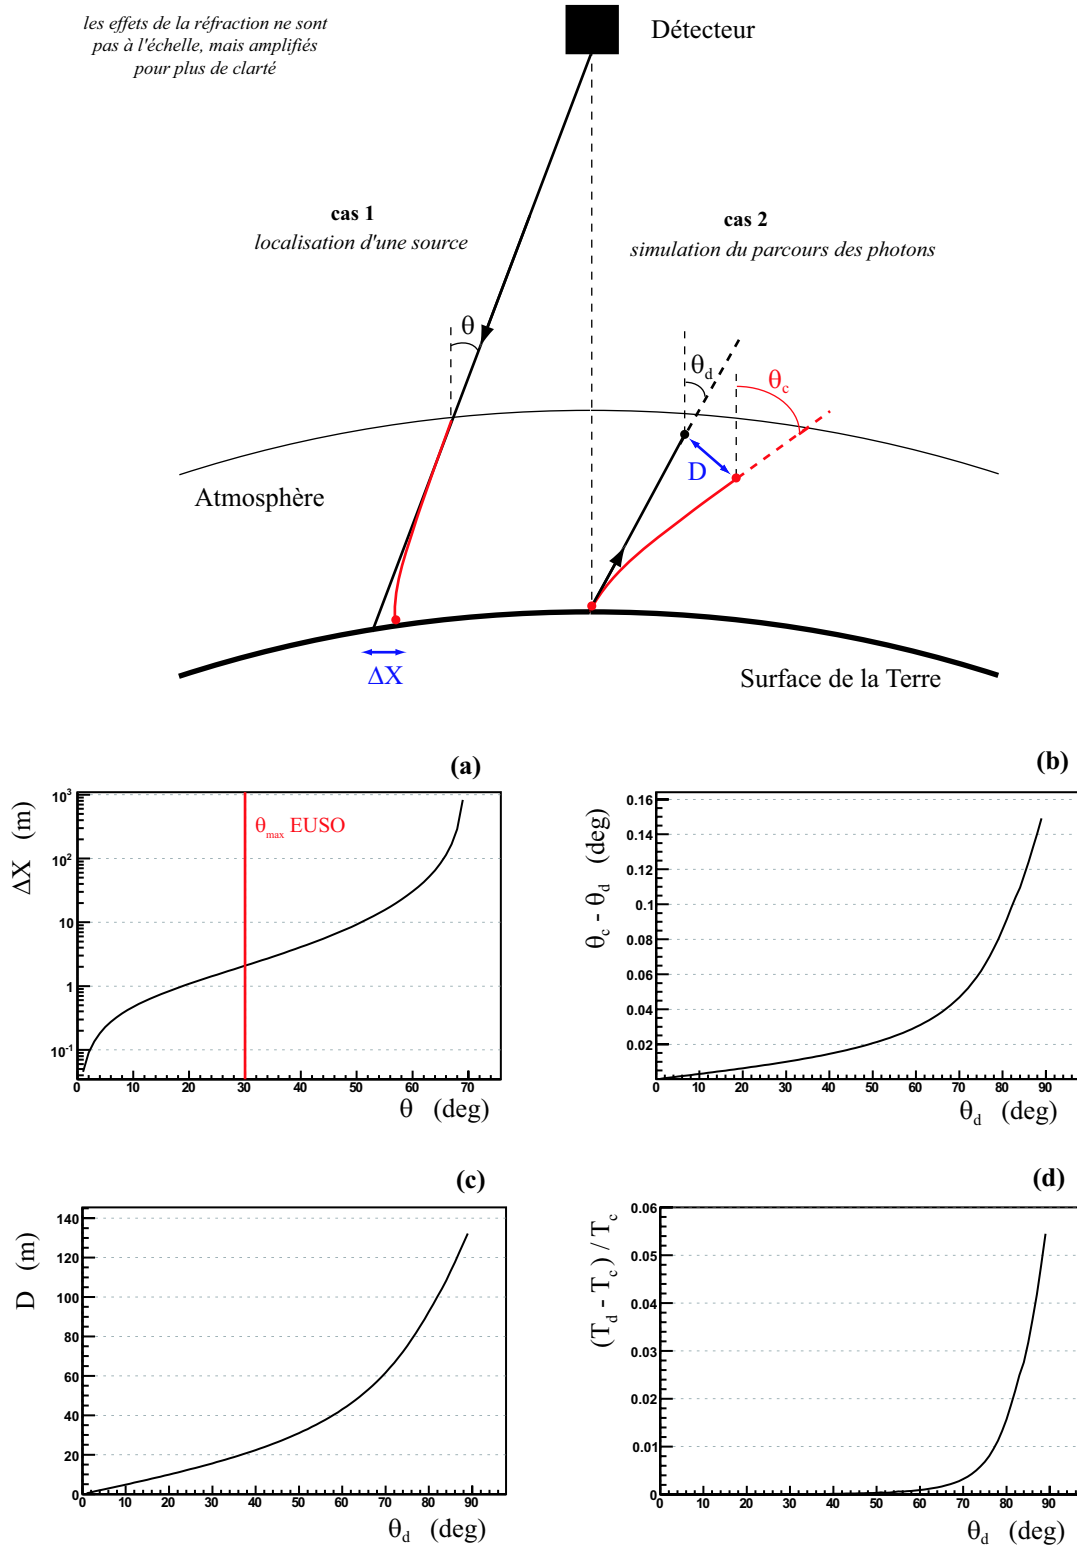 les effets de la réfraction ne sont
pas à l'échelle, mais amplifiés
pour plus de clarté
Détecteur
cas 1
localisation d'une source
cas 2
simulation du parcours des photons
θ
θd
θc
D
Atmosphère
ΔX
Surface de la Terre
(a)
ΔX (m)
10³
10²
10
1
10⁻¹
θmax EUSO
0 10 20 30 40 50 60 70
θ (deg)
(b)
θc - θd (deg)
0.16
0.14
0.12
0.1
0.08
0.06
0.04
0.02
0 10 20 30 40 50 60 70 80 90
θd (deg)
(c)
D (m)
140
120
100
80
60
40
20
0
0 10 20 30 40 50 60 70 80 90
θd (deg)
(d)
(Td - Tc) / Tc
0.06
0.05
0.04
0.03
0.02
0.01
0
0 10 20 30 40 50 60 70 80 90
θd (deg)